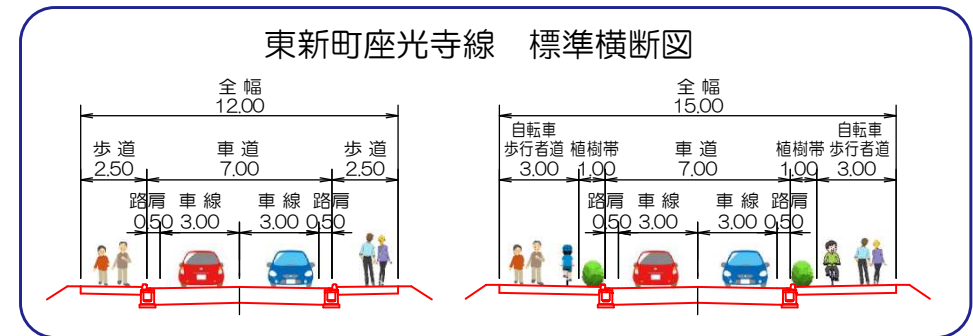 東新町座光寺線　標準横断図
全 幅
12.00
歩 道
2.50
車 道
7.00
歩 道
2.50
路肩
0.50
車 線
3.00
車 線
3.00
路肩
0.50
全 幅
15.00
自転車
歩行者道
3.00
植樹帯
1.00
車 道
7.00
植樹帯
1.00
自転車
歩行者道
3.00
路肩
0.50
車 線
3.00
車 線
3.00
路肩
0.50